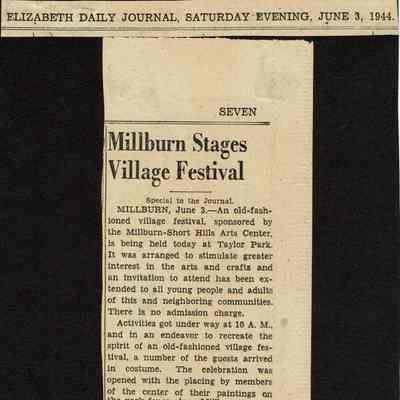 ELIZABETH DAILY JOURNAL, SATURDAY EVENING, JUNE 3, 1944.
SEVEN
Millburn Stages
Village Festival
Special to the Journal.
MILLBURN, June 3.—An old-fash-
ioned village festival, sponsored by
the Millburn-Short Hills Arts Center,
is being held today at Taylor Park.
It was arranged to stimulate greater
interest in the arts and crafts and
an invitation to attend has been ex-
tended to all young people and adults
of this and neighboring communities.
There is no admission charge.
Activities got under way at 10 A. M.,
and in an endeavor to recreate the
spirit of an old-fashioned village fes-
tival, a number of the guests arrived
in costume. The celebration was
opened with the placing by members
of the center of their paintings on